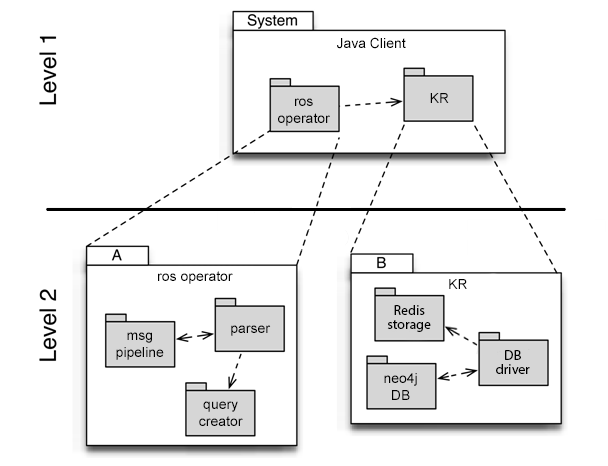 Level 1
System
Java Client
ros
operator
KR
Level 2
A
ros operator
msg
pipeline
parser
query
creator
B
KR
Redis
storage
DB
driver
neo4j
DB